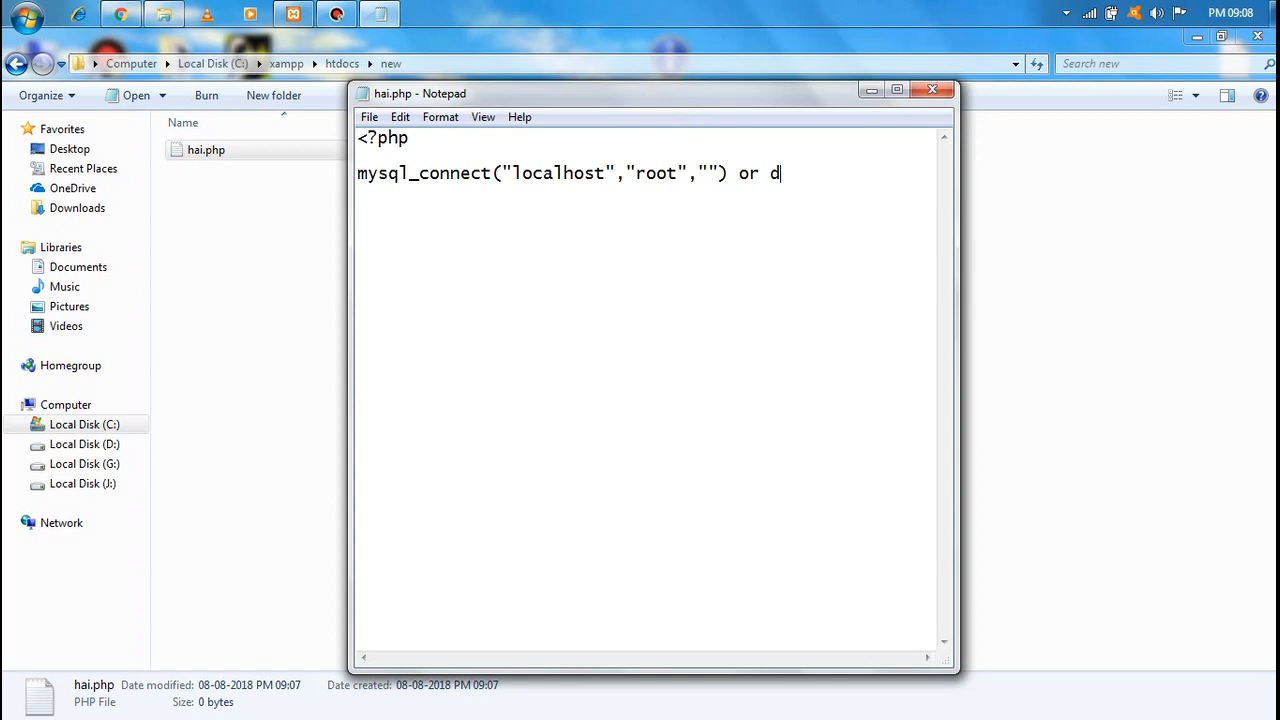 PM 09:08
Computer
Local Disk (C:)
xampp
htdocs
new
Search new
Organize
Open
Burn
New folder
Favorites
Desktop
Recent Places
OneDrive
Downloads
Libraries
Documents
Music
Pictures
Videos
Homegroup
Computer
Local Disk (C:)
Local Disk (D:)
Local Disk (G:)
Local Disk (J:)
Network
Name
hai.php
hai.php - Notepad
File Edit Format View Help
<?php
mysql_connect("localhost","root","") or d
hai.php Date modified: 08-08-2018 PM 09:07 Date created: 08-08-2018 PM 09:07
PHP File Size: 0 bytes